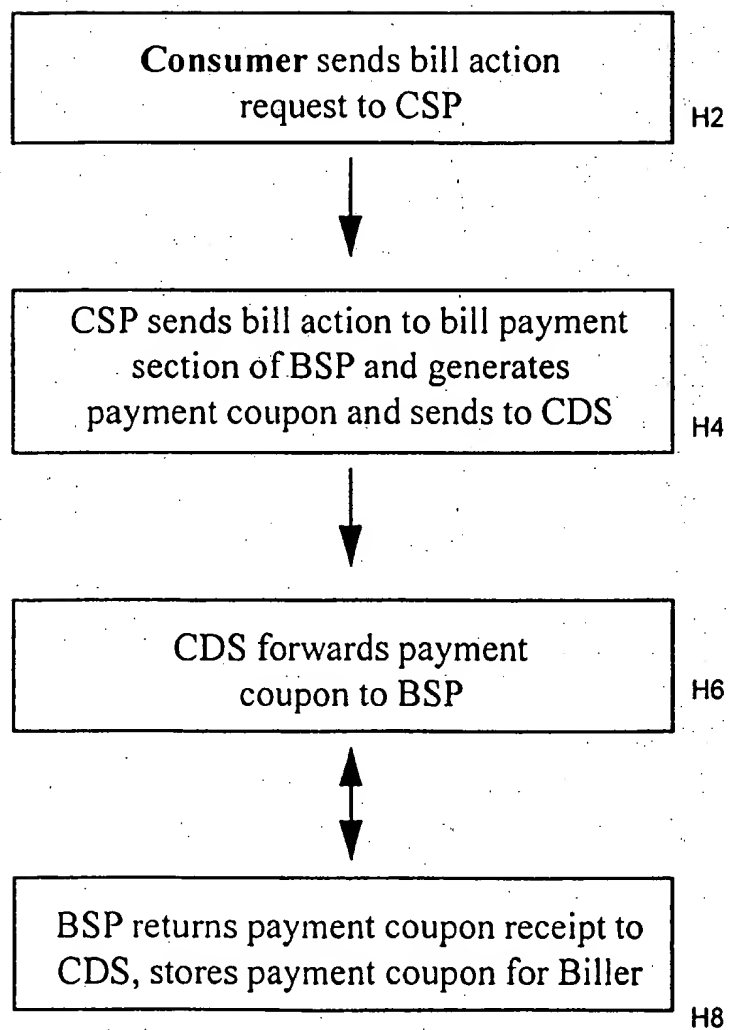 Consumer sends bill action
request to CSP
H2
CSP sends bill action to bill payment
section of BSP and generates
payment coupon and sends to CDS
H4
CDS forwards payment
coupon to BSP
H6
BSP returns payment coupon receipt to
CDS, stores payment coupon for Biller
H8